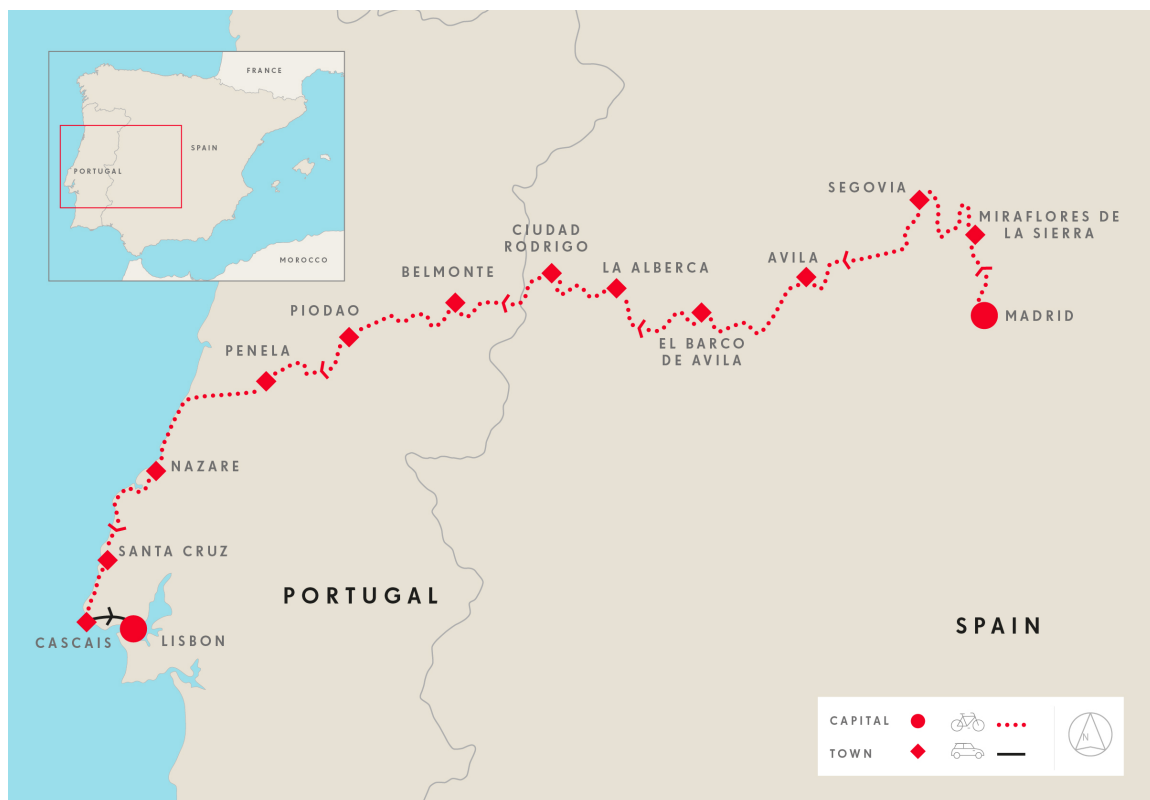 FRANCE
SPAIN
PORTUGAL
MOROCCO
SEGOVIA
MIRAFLORES DE
LA SIERRA
CIUDAD
RODRIGO
AVILA
LA ALBERCA
BELMONTE
PIODAO
MADRID
EL BARCO
DE AVILA
PENELA
NAZARE
SANTA CRUZ
PORTUGAL
SPAIN
CASCAIS
LISBON
CAPITAL
TOWN
N